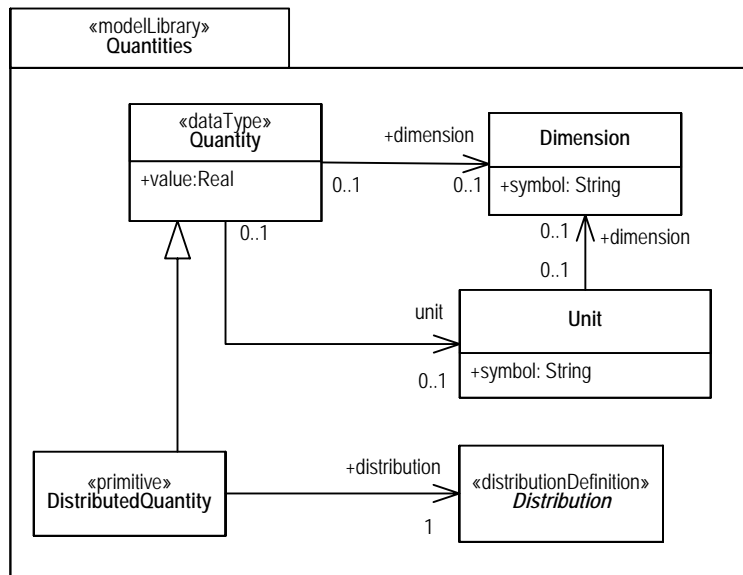 «modelLibrary»
Quantities
«dataType»
Quantity
+value:Real
+dimension
0..1
0..1
Dimension
+symbol: String
0..1
0..1
+dimension
0..1
unit
0..1
Unit
+symbol: String
«primitive»
DistributedQuantity
+distribution
1
«distributionDefinition»
Distribution